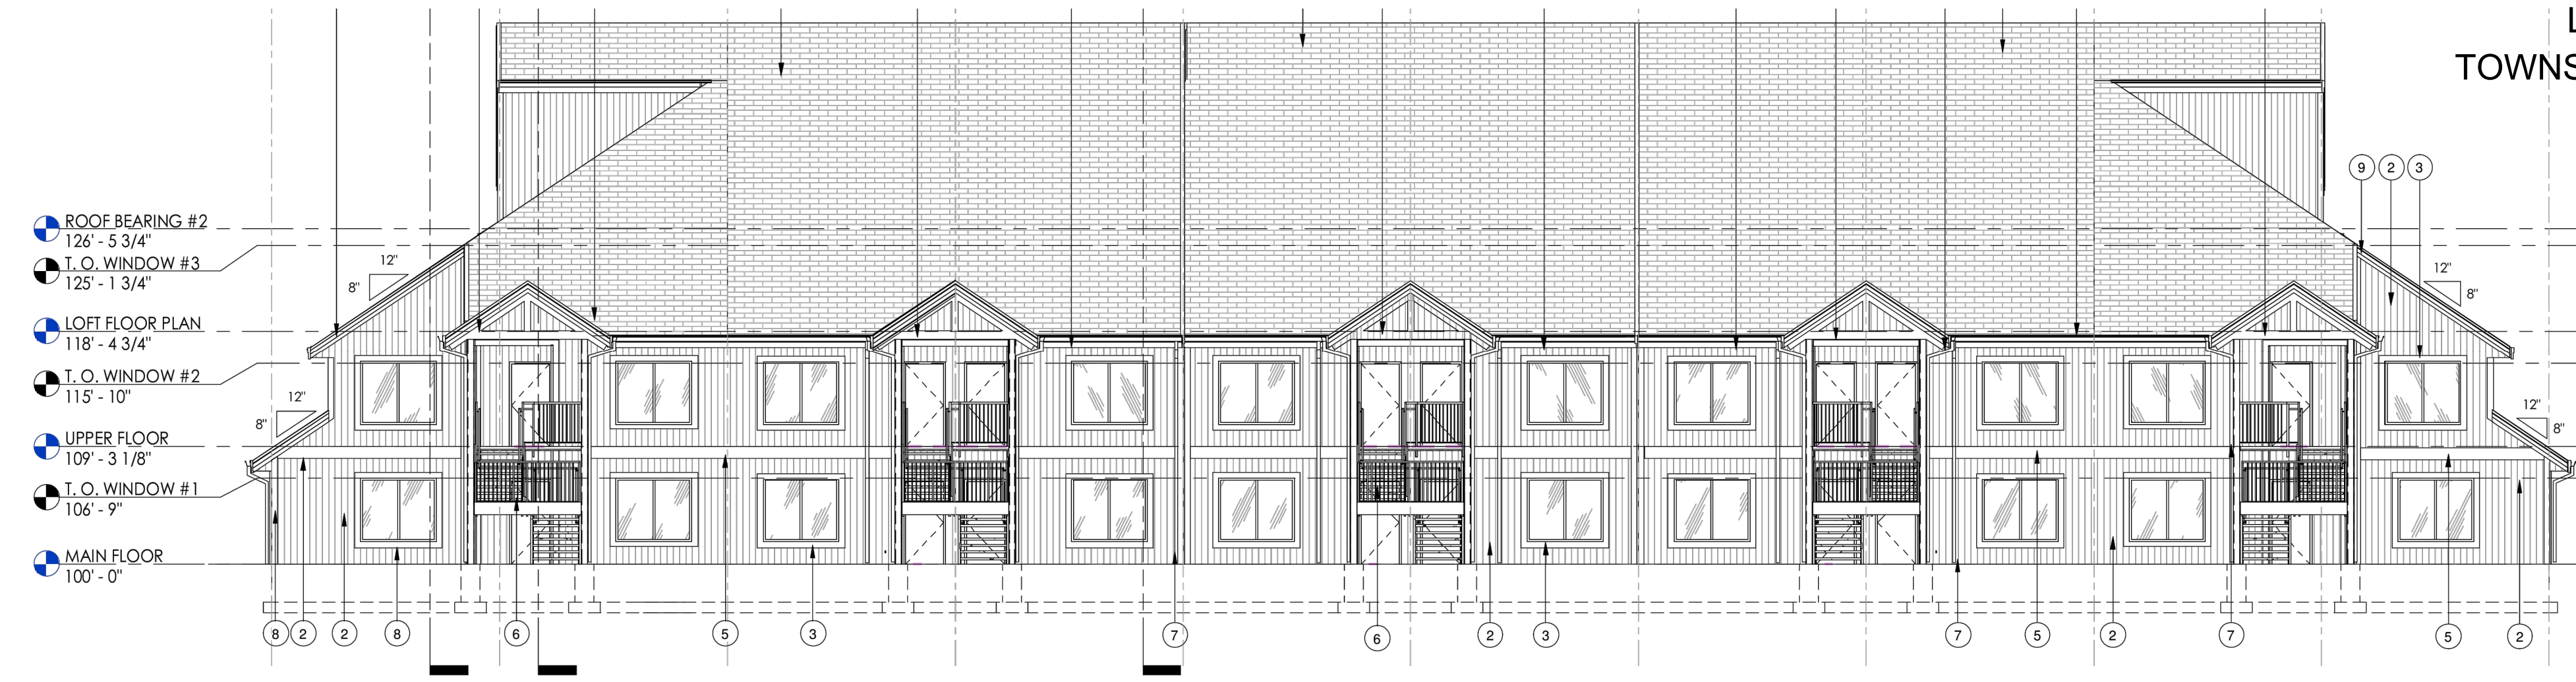 L
TOWNS
9 2 3
ROOF BEARING #2
126' - 5 3/4"
T. O. WINDOW #3
125' - 1 3/4"
12"
8"
12"
8"
LOFT FLOOR PLAN
118' - 4 3/4"
T. O. WINDOW #2
115' - 10"
12"
8"
12"
8"
UPPER FLOOR
109' - 3 1/8"
T. O. WINDOW #1
106' - 9"
MAIN FLOOR
100' - 0"
8 2 2 8 6 5 3 7 6 2 3 7 5 2 7 5 2